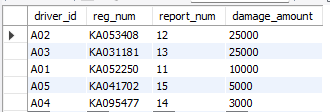 driver_id reg_num report_num damage_amount
A02 KA053408 12 25000
A03 KA031181 13 25000
A01 KA052250 11 10000
A05 KA041702 15 5000
A04 KA095477 14 3000